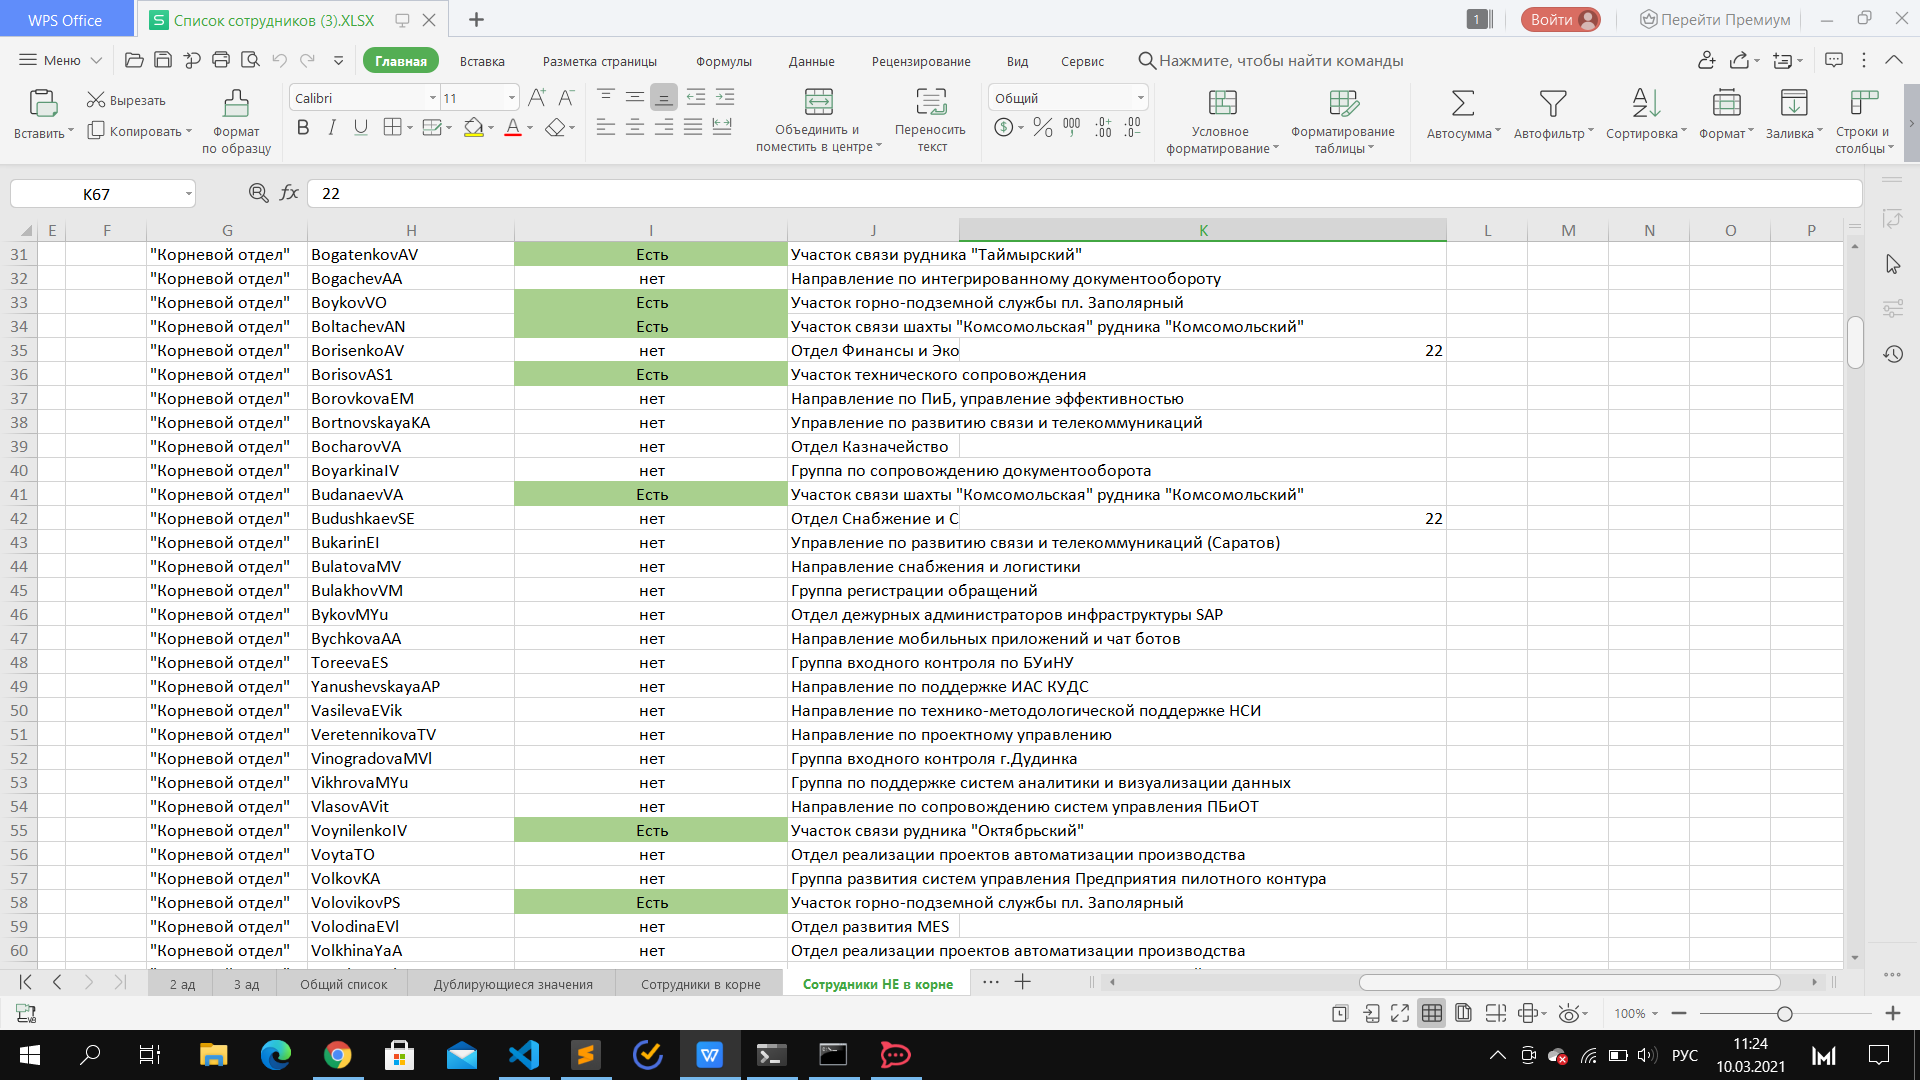 WPS Office
Список сотрудников (3).XLSX
1
Войти
Перейти Премиум
Меню
Главная
Вставка
Разметка страницы
Формулы
Данные
Рецензирование
Вид
Сервис
Нажмите, чтобы найти команды
Вставить
Вырезать
Копировать
Формат по образцу
Calibri
11
Объединить и поместить в центре
Переносить текст
Общий
Условное форматирование
Форматирование таблицы
Автосумма
Автофильтр
Сортировка
Формат
Заливка
Строки и столбцы
K67
fx
22
E F G H I J K L M N O P
31 "Корневой отдел" BogatenkovAV Есть Участок связи рудника "Таймырский"
32 "Корневой отдел" BogachevAA нет Направление по интегрированному документообороту
33 "Корневой отдел" BoykovVO Есть Участок горно-подземной службы пл. Заполярный
34 "Корневой отдел" BoltachevAN Есть Участок связи шахты "Комсомольская" рудника "Комсомольский"
35 "Корневой отдел" BorisenkoAV нет Отдел Финансы и Эко 22
36 "Корневой отдел" BorisovAS1 Есть Участок технического сопровождения
37 "Корневой отдел" BorovkovaEM нет Направление по ПиБ, управление эффективностью
38 "Корневой отдел" BortnovskayaKA нет Управление по развитию связи и телекоммуникаций
39 "Корневой отдел" BocharovVA нет Отдел Казначейство
40 "Корневой отдел" BoyarkinaIV нет Группа по сопровождению документооборота
41 "Корневой отдел" BudanaevVA Есть Участок связи шахты "Комсомольская" рудника "Комсомольский"
42 "Корневой отдел" BudushkaevSE нет Отдел Снабжение и С 22
43 "Корневой отдел" BukarinEI нет Управление по развитию связи и телекоммуникаций (Саратов)
44 "Корневой отдел" BulatovaMV нет Направление снабжения и логистики
45 "Корневой отдел" BulakhovVM нет Группа регистрации обращений
46 "Корневой отдел" BykovMYu нет Отдел дежурных администраторов инфраструктуры SAP
47 "Корневой отдел" BychkovaAA нет Направление мобильных приложений и чат ботов
48 "Корневой отдел" ToreevaES нет Группа входного контроля по БУиНУ
49 "Корневой отдел" YanushevskayaAP нет Направление по поддержке ИАС КУДС
50 "Корневой отдел" VasilevaEVik нет Направление по технико-методологической поддержке НСИ
51 "Корневой отдел" VeretennikovaTV нет Направление по проектному управлению
52 "Корневой отдел" VinogradovaMVl нет Группа входного контроля г.Дудинка
53 "Корневой отдел" VikhrovaMYu нет Группа по поддержке систем аналитики и визуализации данных
54 "Корневой отдел" VlasovAVit нет Направление по сопровождению систем управления ПБиОТ
55 "Корневой отдел" VoynilenkoIV Есть Участок связи рудника "Октябрьский"
56 "Корневой отдел" VoytaTO нет Отдел реализации проектов автоматизации производства
57 "Корневой отдел" VolkovKA нет Группа развития систем управления Предприятия пилотного контура
58 "Корневой отдел" VolovikovPS Есть Участок горно-подземной службы пл. Заполярный
59 "Корневой отдел" VolodinaEVl нет Отдел развития MES
60 "Корневой отдел" VolkhinaYaA нет Отдел реализации проектов автоматизации производства
2 ад
3 ад
Общий список
Дублирующиеся значения
Сотрудники в корне
Сотрудники НЕ в корне
100%
РУС
11:24
10.03.2021